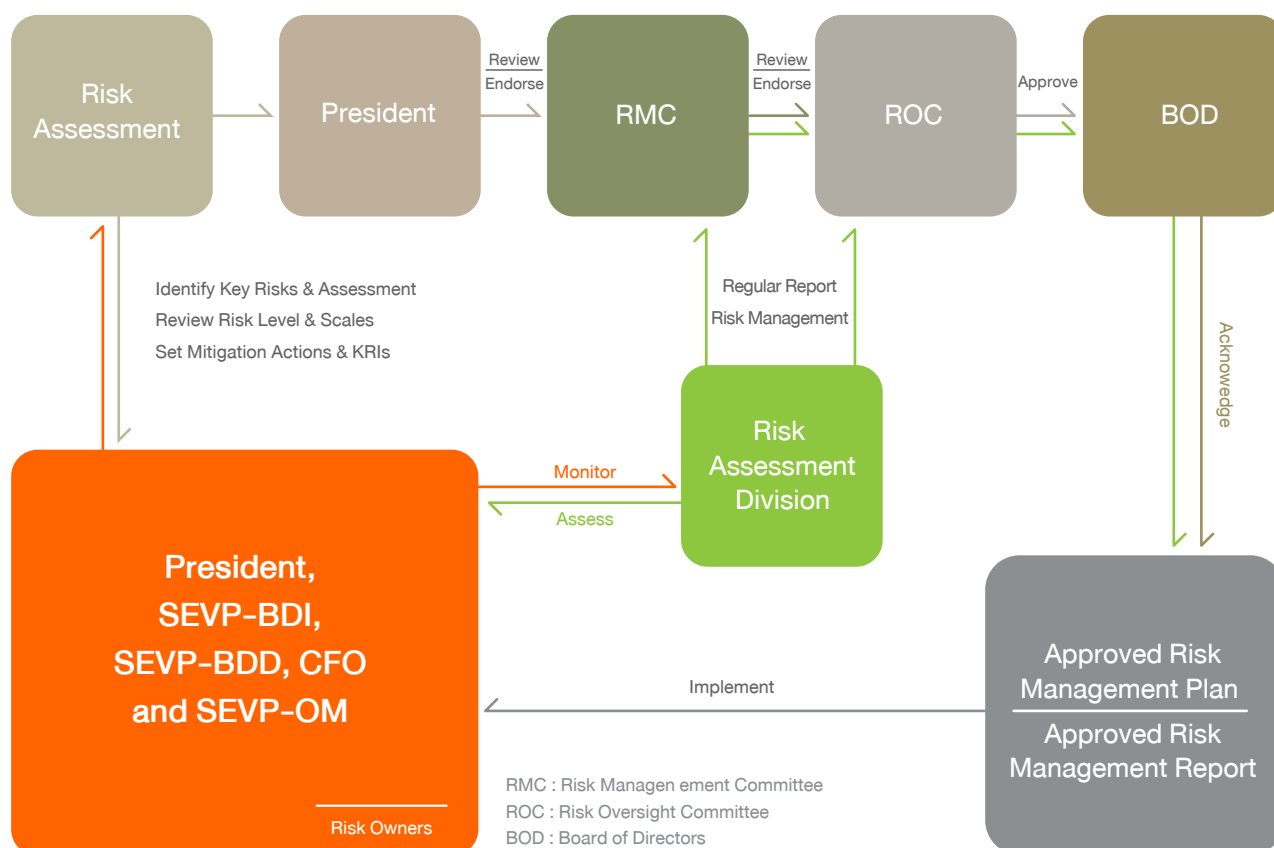 Risk
Assessment
President
Review
Endorse
RMC
Review
Endorse
ROC
Approve
BOD
Identify Key Risks & Assessment
Review Risk Level & Scales
Set Mitigation Actions & KRIs
Regular Report
Risk Management
Acknowedge
Risk
Assessment
Division
Monitor
Assess
President,
SEVP-BDI,
SEVP-BDD, CFO
and SEVP-OM
Risk Owners
Implement
Approved Risk
Management Plan
Approved Risk
Management Report
RMC : Risk Managen ement Committee
ROC : Risk Oversight Committee
BOD : Board of Directors